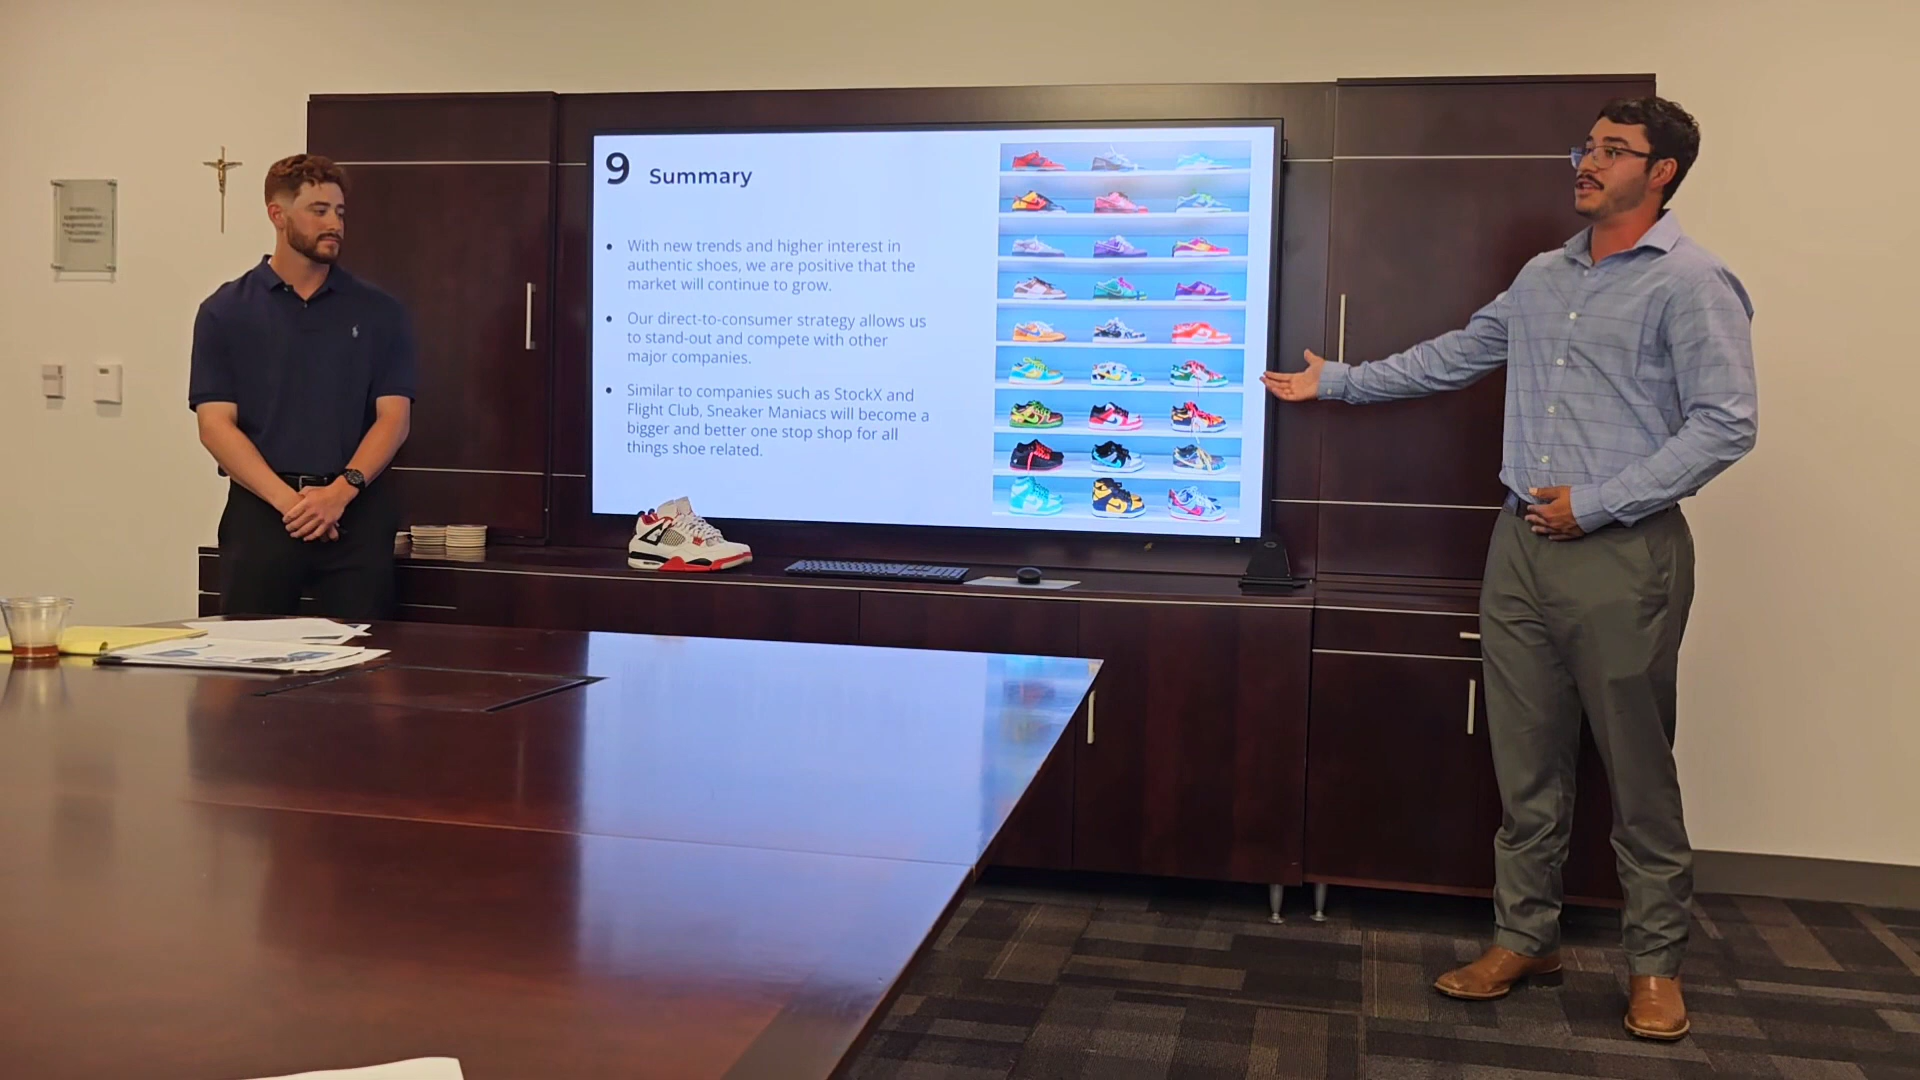 9 Summary
With new trends and higher interest in
authentic shoes, we are positive that the
market will continue to grow.
Our direct-to-consumer strategy allows us
to stand-out and compete with other
major companies.
Similar to companies such as StockX and
Flight Club, Sneaker Maniacs will become a
bigger and better one stop shop for all
things shoe related.